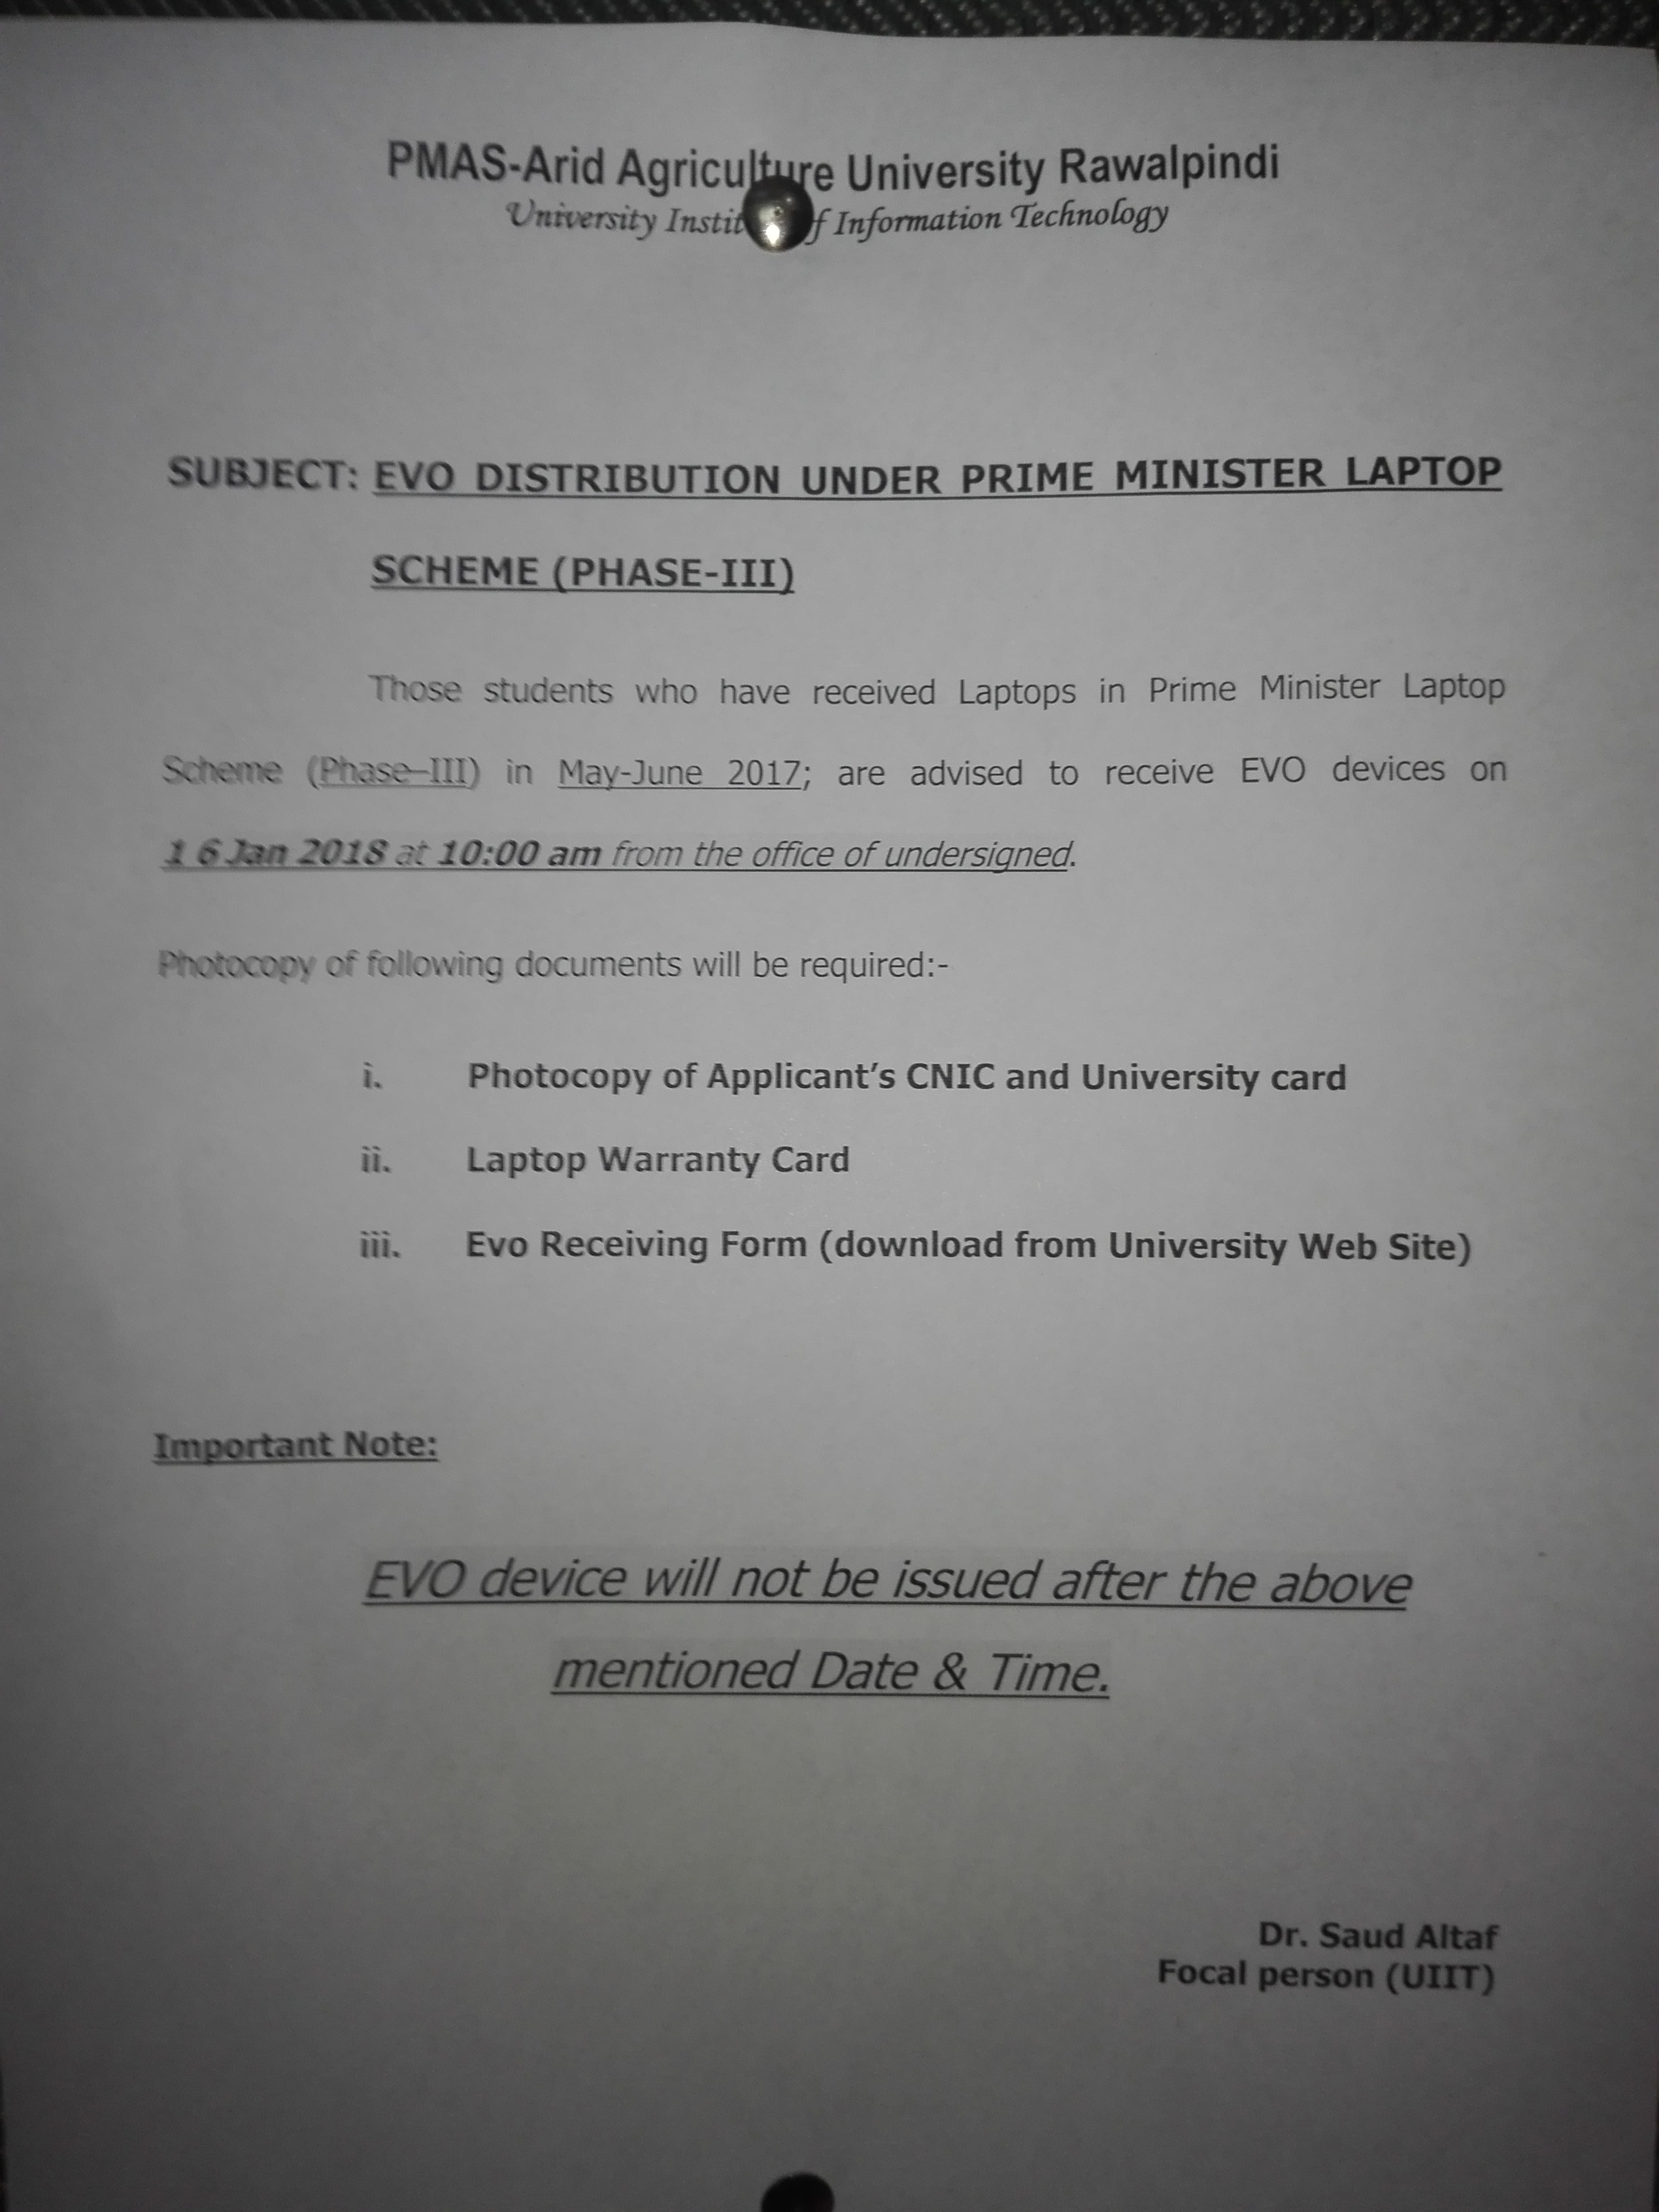 PMAS-Arid Agriculture University Rawalpindi
University Instit f Information Technology
SUBJECT: EVO DISTRIBUTION UNDER PRIME MINISTER LAPTOP
SCHEME (PHASE-III)
Those students who have received Laptops in Prime Minister Laptop
Scheme (Phase-III) in May-June 2017; are advised to receive EVO devices on
1 6 Jan 2018 at 10:00 am from the office of undersigned.
Photocopy of following documents will be required:-
i. Photocopy of Applicant's CNIC and University card
ii. Laptop Warranty Card
iii. Evo Receiving Form (download from University Web Site)
Important Note:
EVO device will not be issued after the above
mentioned Date & Time.
Dr. Saud Altaf
Focal person (UIIT)